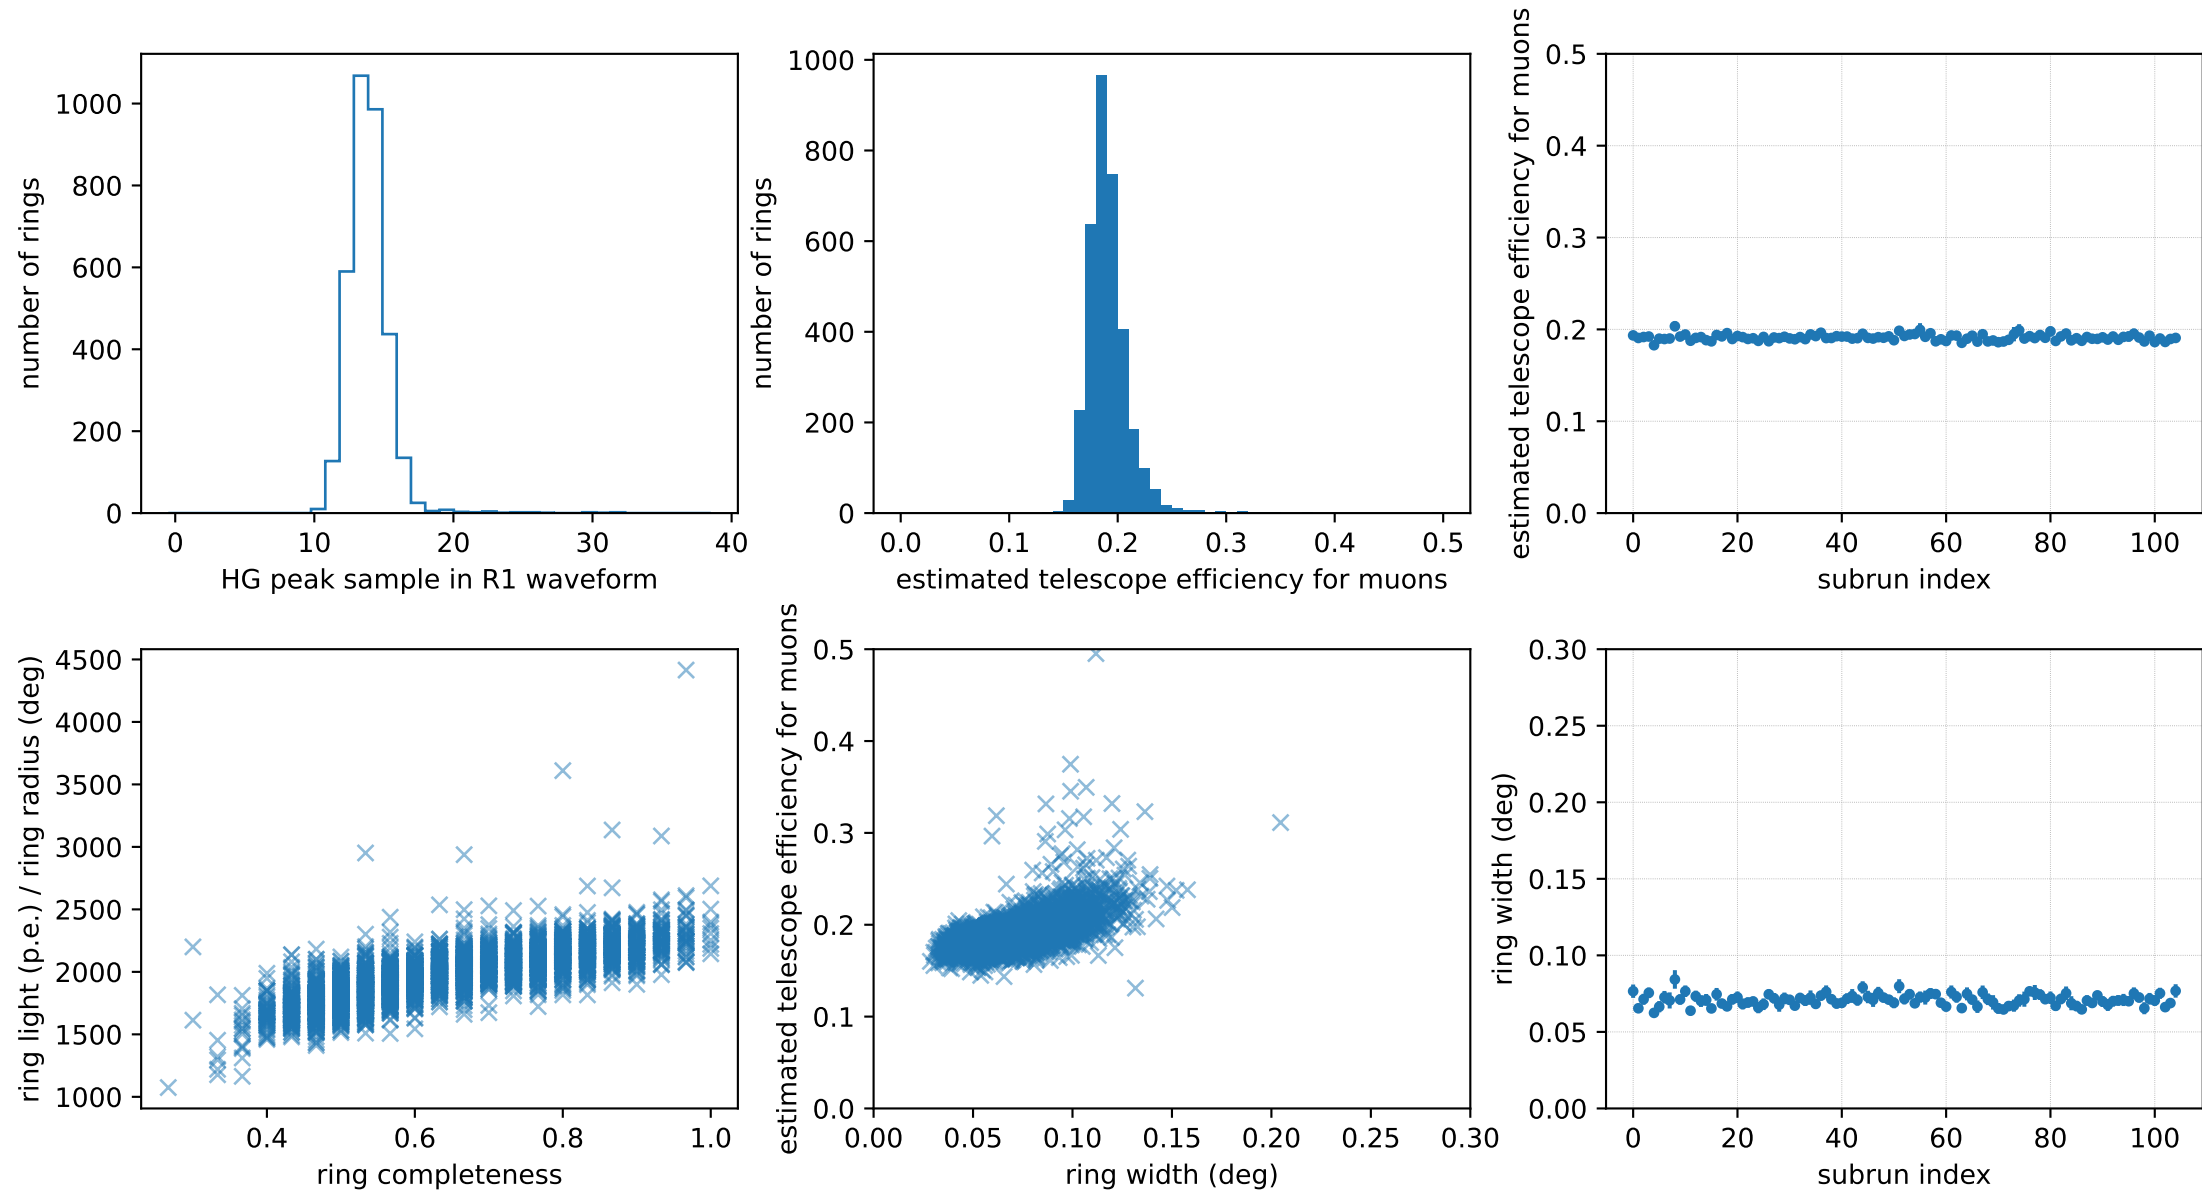 number of rings
1000
800
600
400
200
0
0 10 20 30 40
HG peak sample in R1 waveform
number of rings
1000
800
600
400
200
0
0.0 0.1 0.2 0.3 0.4 0.5
estimated telescope efficiency for muons
estimated telescope efficiency for muons
0.5
0.4
0.3
0.2
0.1
0.0
0 20 40 60 80 100
subrun index
ring light (p.e.) / ring radius (deg)
4500
4000
3500
3000
2500
2000
1500
1000
0.4 0.6 0.8 1.0
ring completeness
estimated telescope efficiency for muons
0.5
0.4
0.3
0.2
0.1
0.0
0.00 0.05 0.10 0.15 0.20 0.25 0.30
ring width (deg)
ring width (deg)
0.30
0.25
0.20
0.15
0.10
0.05
0.00
0 20 40 60 80 100
subrun index